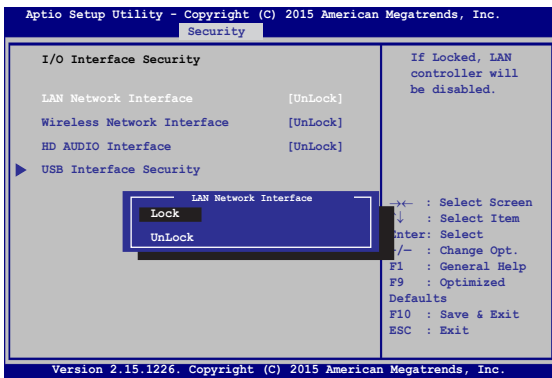 Aptio Setup Utility - Copyright (C) 2015 American Megatrends, Inc.
Security
I/O Interface Security
LAN Network Interface [UnLock]
Wireless Network Interface [UnLock]
HD AUDIO Interface [UnLock]
USB Interface Security
LAN Network Interface
Lock
UnLock
If Locked, LAN
controller will
be disabled.
→← : Select Screen
↑↓ : Select Item
Enter: Select
+/— : Change Opt.
F1 : General Help
F9 : Optimized
Defaults
F10 : Save & Exit
ESC : Exit
Version 2.15.1226. Copyright (C) 2015 American Megatrends, Inc.